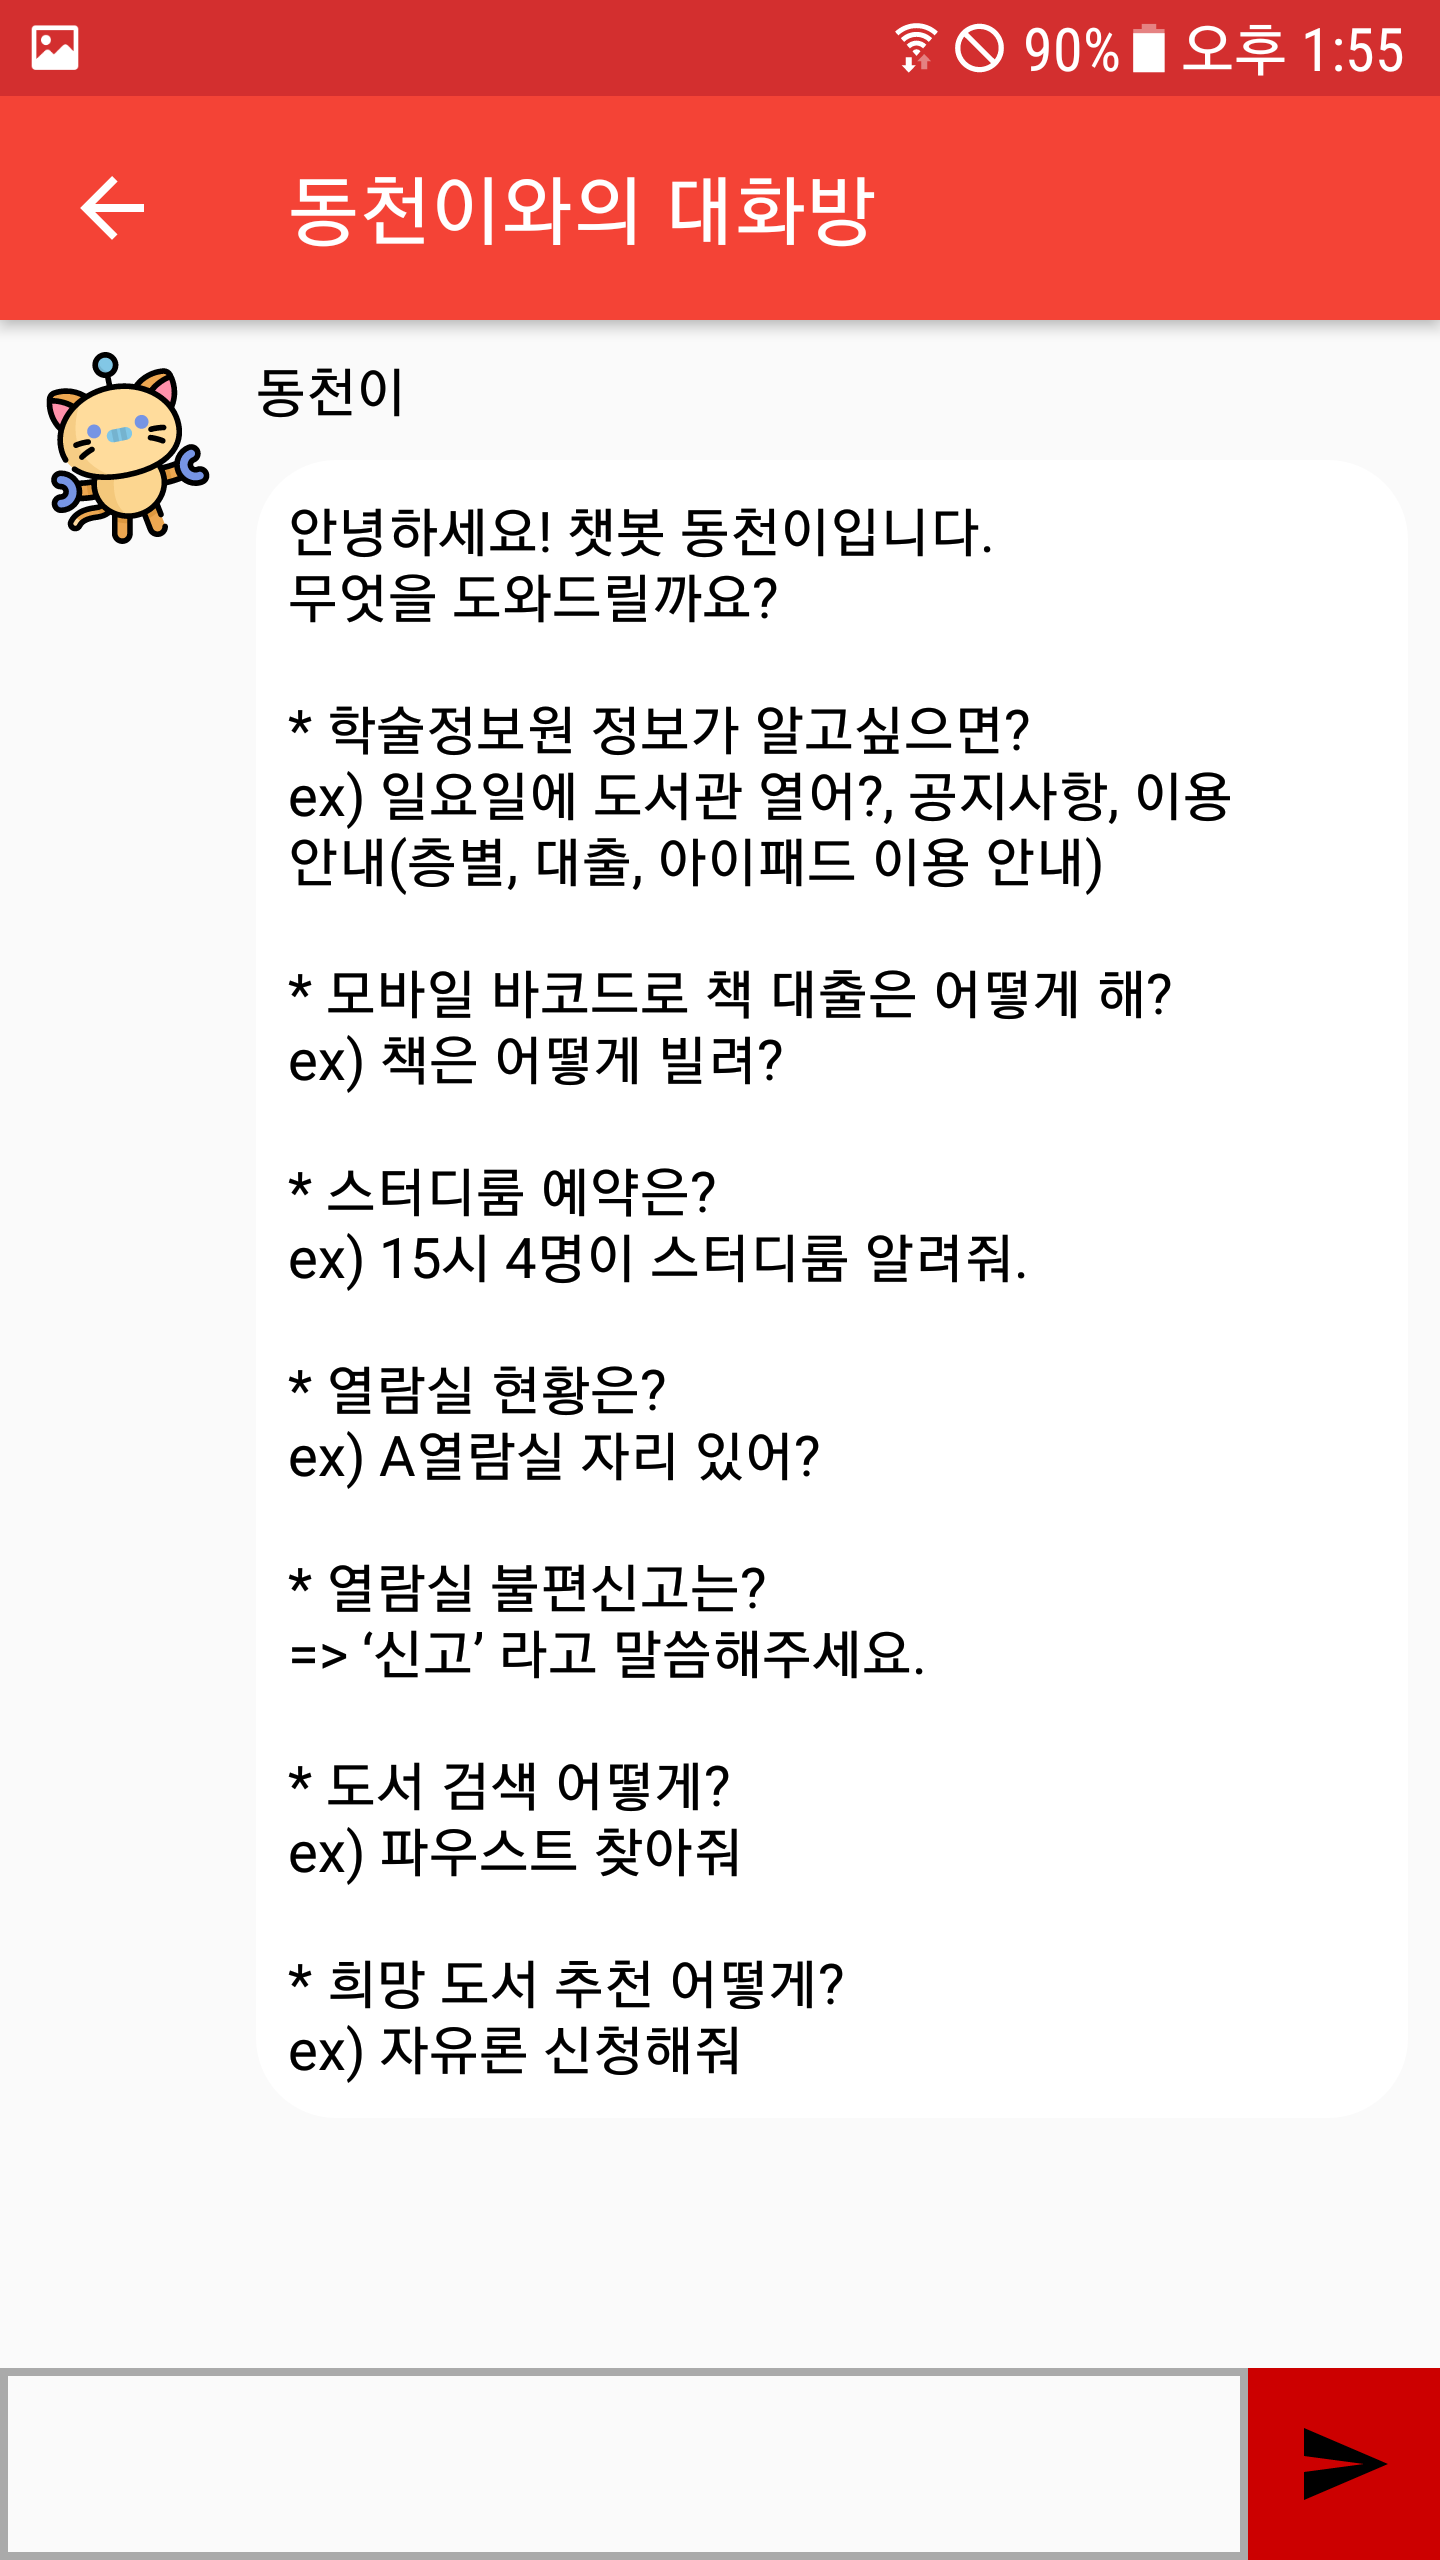 90% 오후 1:55
동천이와의 대화방
동천이
안녕하세요! 챗봇 동천이입니다.
무엇을 도와드릴까요?
* 학술정보원 정보가 알고싶으면?
ex) 일요일에 도서관 열어?, 공지사항, 이용
안내(층별, 대출, 아이패드 이용 안내)
* 모바일 바코드로 책 대출은 어떻게 해?
ex) 책은 어떻게 빌려?
* 스터디룸 예약은?
ex) 15시 4명이 스터디룸 알려줘.
* 열람실 현황은?
ex) A열람실 자리 있어?
* 열람실 불편신고는?
=> ‘신고’ 라고 말씀해주세요.
* 도서 검색 어떻게?
ex) 파우스트 찾아줘
* 희망 도서 추천 어떻게?
ex) 자유론 신청해줘